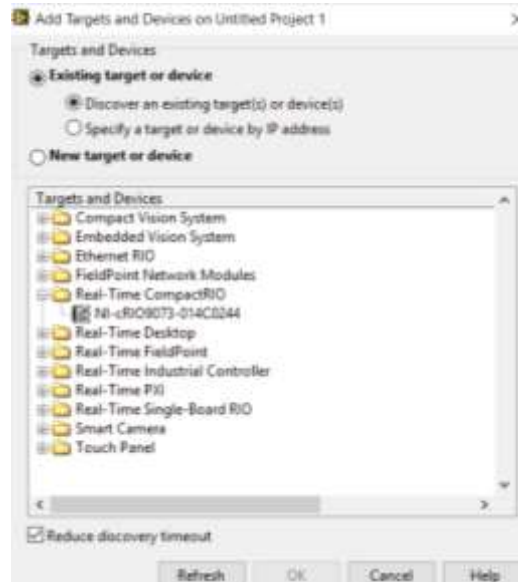 Add Targets and Devices on Untitled Project 1
Targets and Devices
Existing target or device
Discover an existing target(s) or device(s)
Specify a target or device by IP address
New target or device
Targets and Devices
Compact Vision System
Embedded Vision System
Ethernet RIO
FieldPoint Network Modules
Real-Time CompactRIO
NI-cRIO9073-014C0244
Real-Time Desktop
Real-Time FieldPoint
Real-Time Industrial Controller
Real-Time PXI
Real-Time Single-Board RIO
Smart Camera
Touch Panel
Reduce discovery timeout
Refresh OK Cancel Help